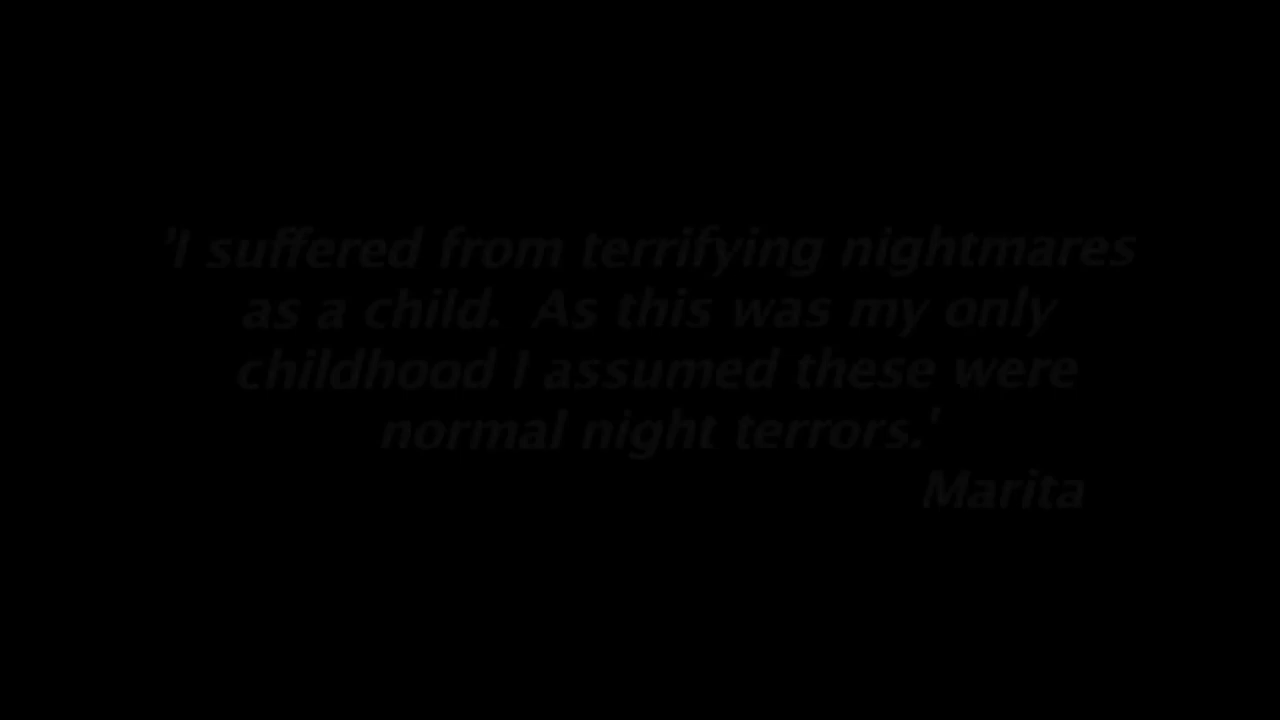 'I suffered from terrifying nightmares
as a child.  As this was my only
childhood I assumed these were
normal night terrors.'
Marita